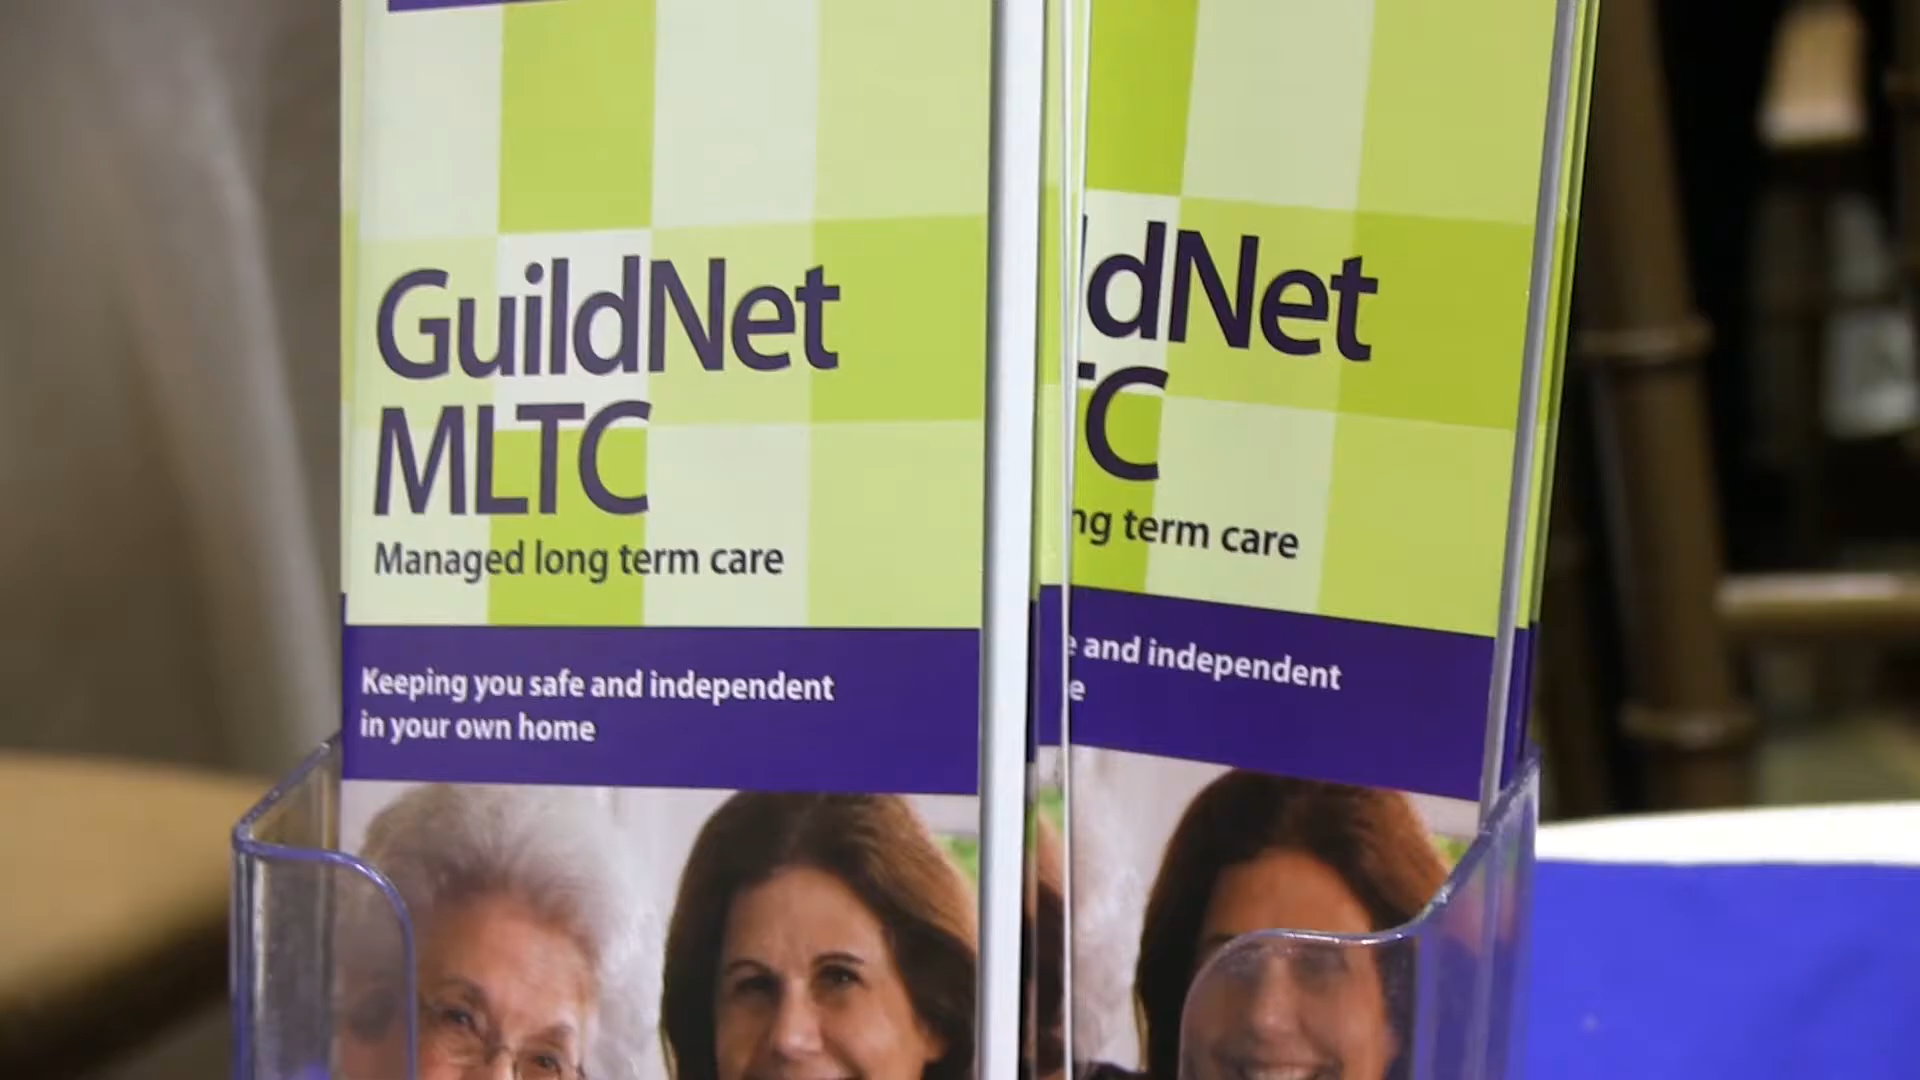 GuildNet
MLTC
Managed long term care
Keeping you safe and independent
in your own home
dNet
TC
ng term care
e and independent
e